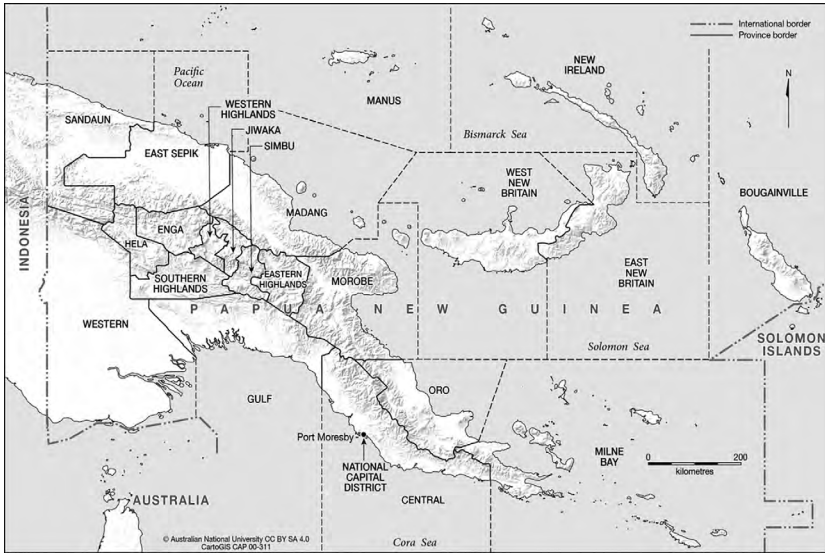 International border
Province border
N
Pacific
Ocean
NEW
IRELAND
MANUS
WESTERN
HIGHLANDS
SANDAUN
JIWAKA
Bismarck Sea
SIMBU
EAST SEPIK
WEST
NEW
BRITAIN
BOUGAINVILLE
MADANG
INDONESIA
ENGA
HELA
EAST
NEW
BRITAIN
SOUTHERN
HIGHLANDS
EASTERN
HIGHLANDS
MOROBE
PAPUA NEW GUINEA
WESTERN
Solomon Sea
SOLOMON
ISLANDS
ORO
GULF
Port Moresby
MILNE
BAY
0 200
kilometres
NATIONAL
CAPITAL
DISTRICT
AUSTRALIA
CENTRAL
© Australian National University CC BY SA 4.0
CartoGIS CAP 00-311
Cora Sea